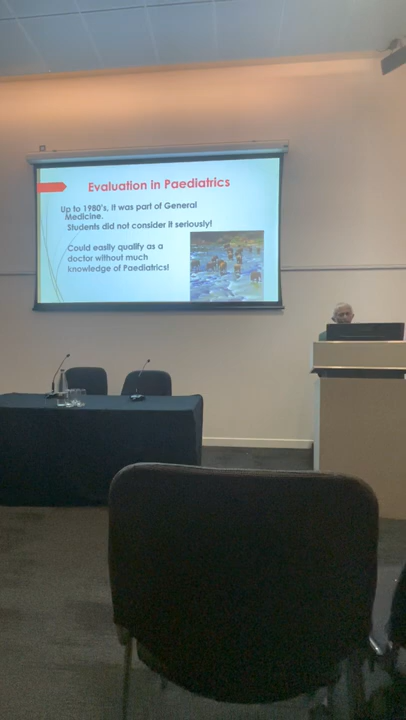 Evaluation in Paediatrics
Up to 1980's, it was part of General
Medicine.
Students did not consider it seriously!
Could easily qualify as a
doctor without much
knowledge of Paediatrics!